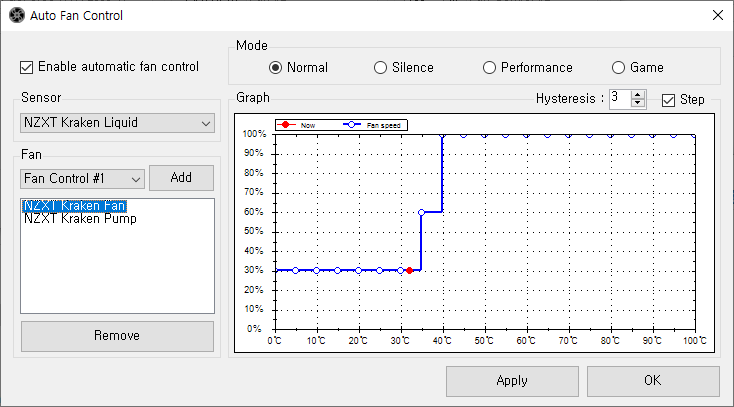 Auto Fan Control
Enable automatic fan control
Mode
Normal
Silence
Performance
Game
Sensor
NZXT Kraken Liquid
Fan
Fan Control #1
Add
NZXT Kraken Fan
NZXT Kraken Pump
Remove
Graph
Hysteresis : 3
Step
Now
Fan speed
100%
90%
80%
70%
60%
50%
40%
30%
20%
10%
0%
0℃ 10℃ 20℃ 30℃ 40℃ 50℃ 60℃ 70℃ 80℃ 90℃ 100℃
Apply
OK